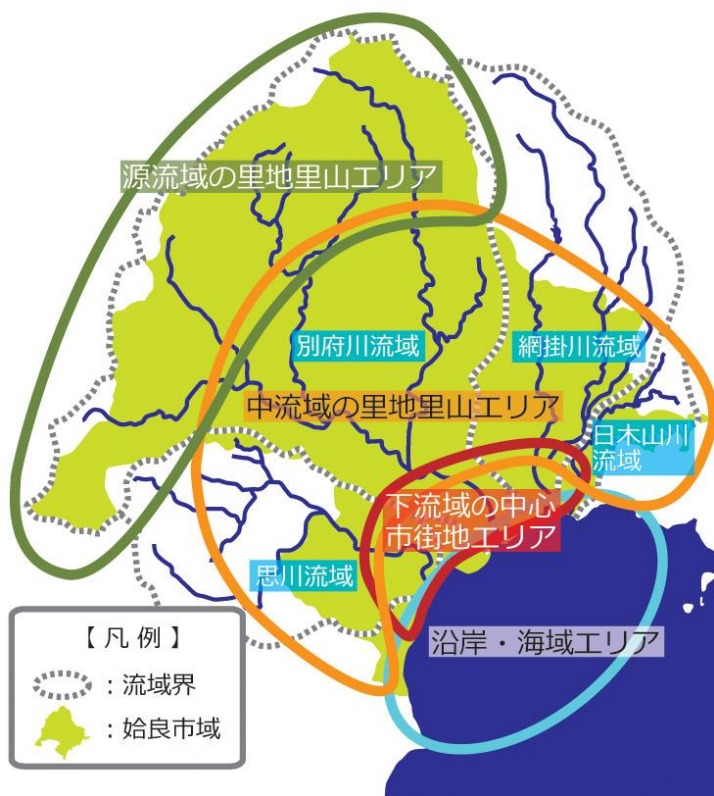 源流域の里地里山エリア
別府川流域
網掛川流域
中流域の里地里山エリア
日木山川
流域
下流域の中心
市街地エリア
思川流域
沿岸・海域エリア
【 凡 例 】
：流域界
：姶良市域